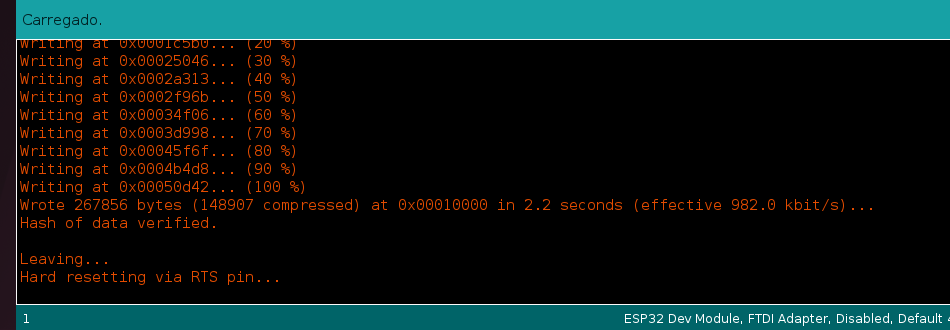 Carregado.
Writing at 0x0001c5b0... (20 %)
Writing at 0x00025046... (30 %)
Writing at 0x0002a313... (40 %)
Writing at 0x0002f96b... (50 %)
Writing at 0x00034f06... (60 %)
Writing at 0x0003d998... (70 %)
Writing at 0x00045f6f... (80 %)
Writing at 0x0004b4d8... (90 %)
Writing at 0x00050d42... (100 %)
Wrote 267856 bytes (148907 compressed) at 0x00010000 in 2.2 seconds (effective 982.0 kbit/s)...
Hash of data verified.
Leaving...
Hard resetting via RTS pin...
1 ESP32 Dev Module, FTDI Adapter, Disabled, Default